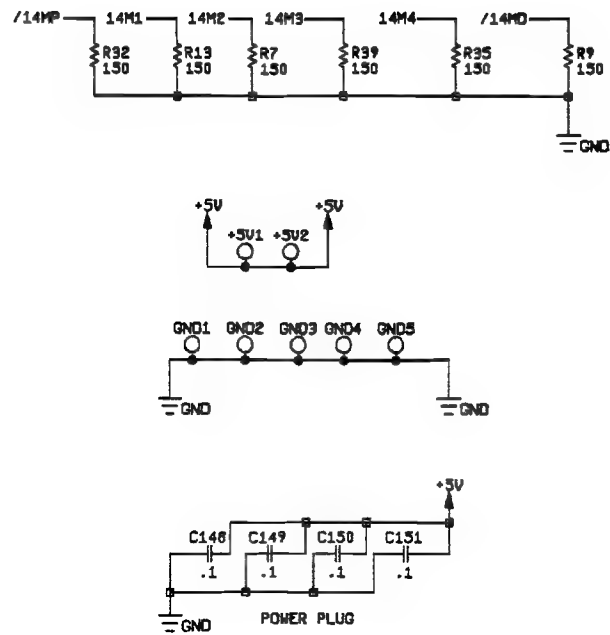 /14MP 14M1 14M2 14M3 14M4 /14MD
R32 R13 R7 R39 R35 R9
150 150 150 150 150 150
GND
+5V +5V
+5V1 +5V2
GND1 GND2 GND3 GND4 GND5
GND GND
+5V
C148 C149 C150 C151
.1 .1 .1 .1
GND
POWER PLUG